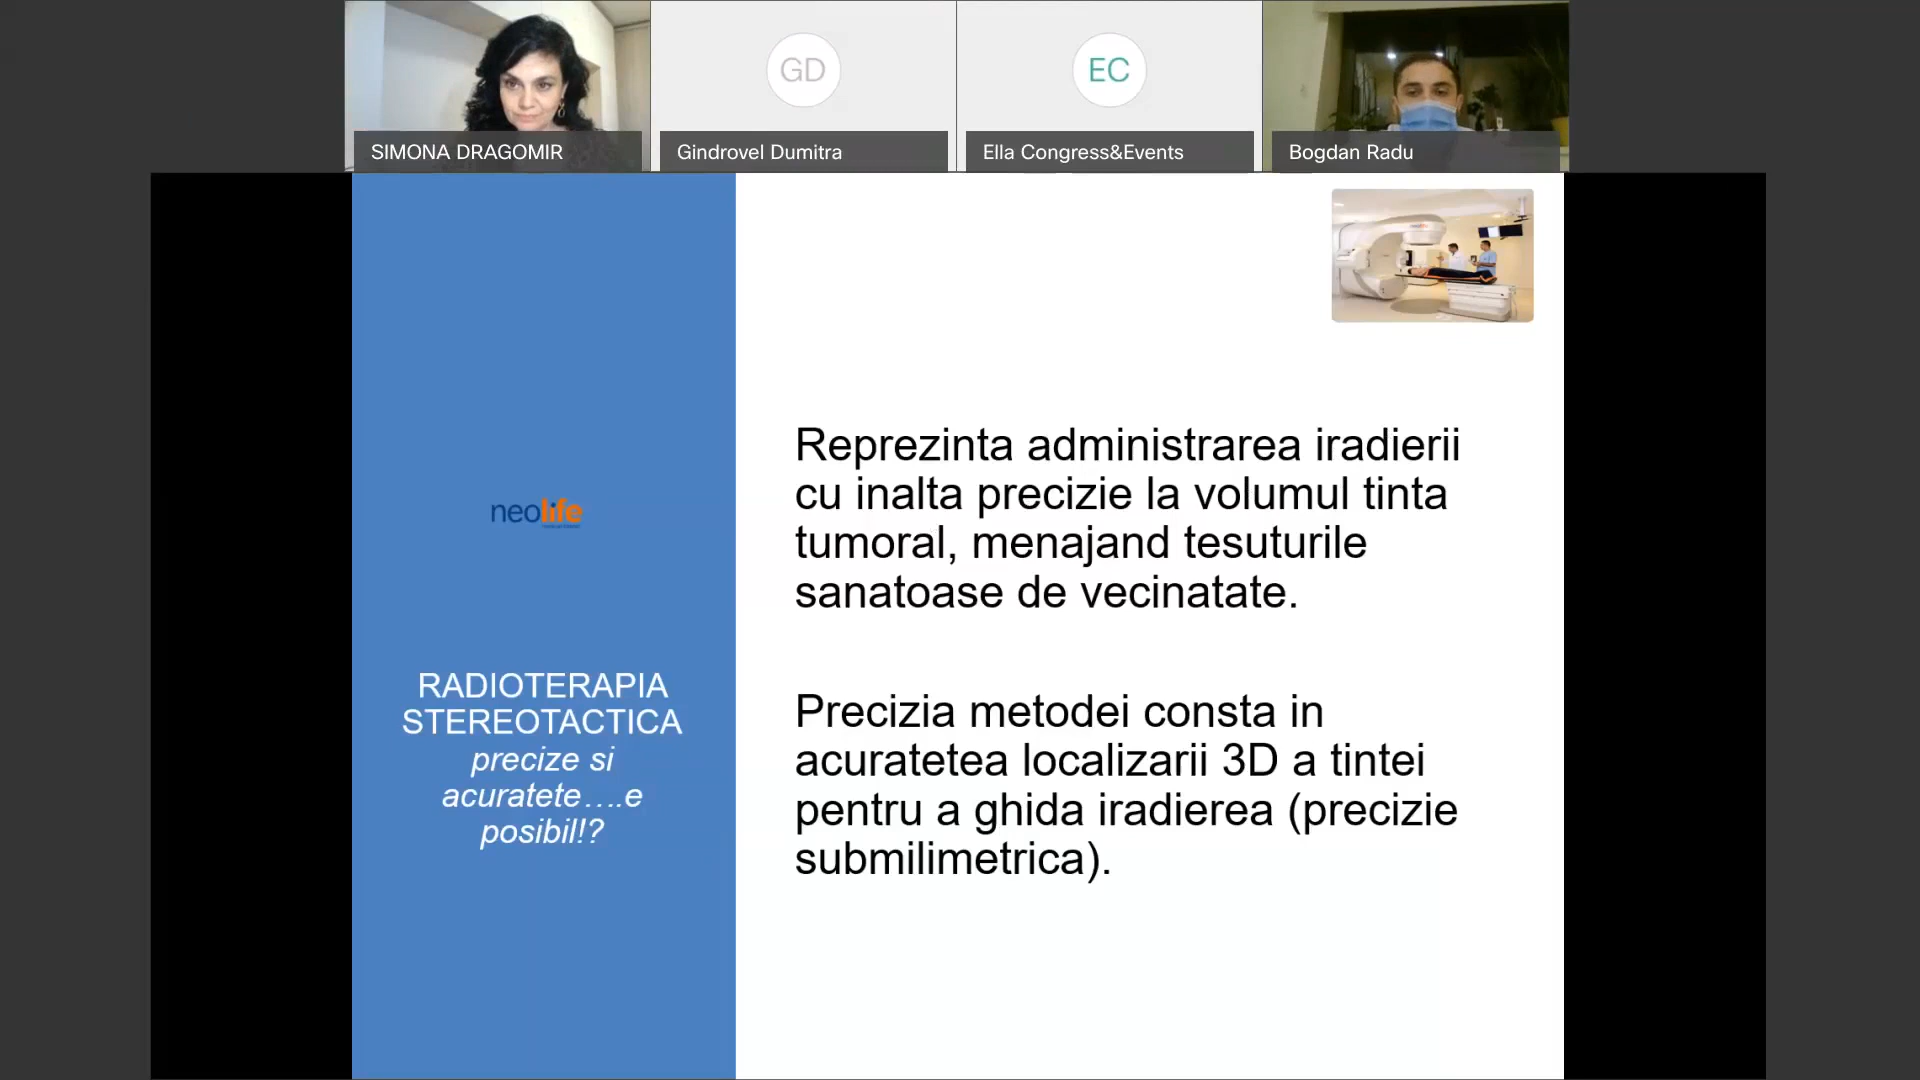 GD
EC
SIMONA DRAGOMIR
Gindrovel Dumitra
Ella Congress&Events
Bogdan Radu
neolife
RADIOTERAPIA
STEREOTACTICA
precize si
acuratete....e
posibil!?
Reprezinta administrarea iradierii
cu inalta precizie la volumul tinta
tumoral, menajand tesuturile
sanatoase de vecinatate.
Precizia metodei consta in
acuratetea localizarii 3D a tintei
pentru a ghida iradierea (precizie
submilimetrica).